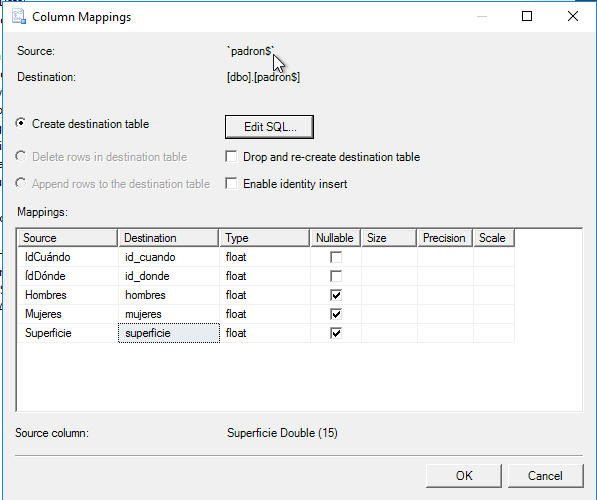 Column Mappings
Source: `padron$`
Destination: [dbo].[padron$]
Create destination table Edit SQL...
Delete rows in destination table Drop and re-create destination table
Append rows to the destination table Enable identity insert
Mappings:
Source Destination Type Nullable Size Precision Scale
IdCuándo id_cuando float
IdDónde id_donde float
Hombres hombres float
Mujeres mujeres float
Superficie superficie float
Source column: Superficie Double (15)
OK Cancel